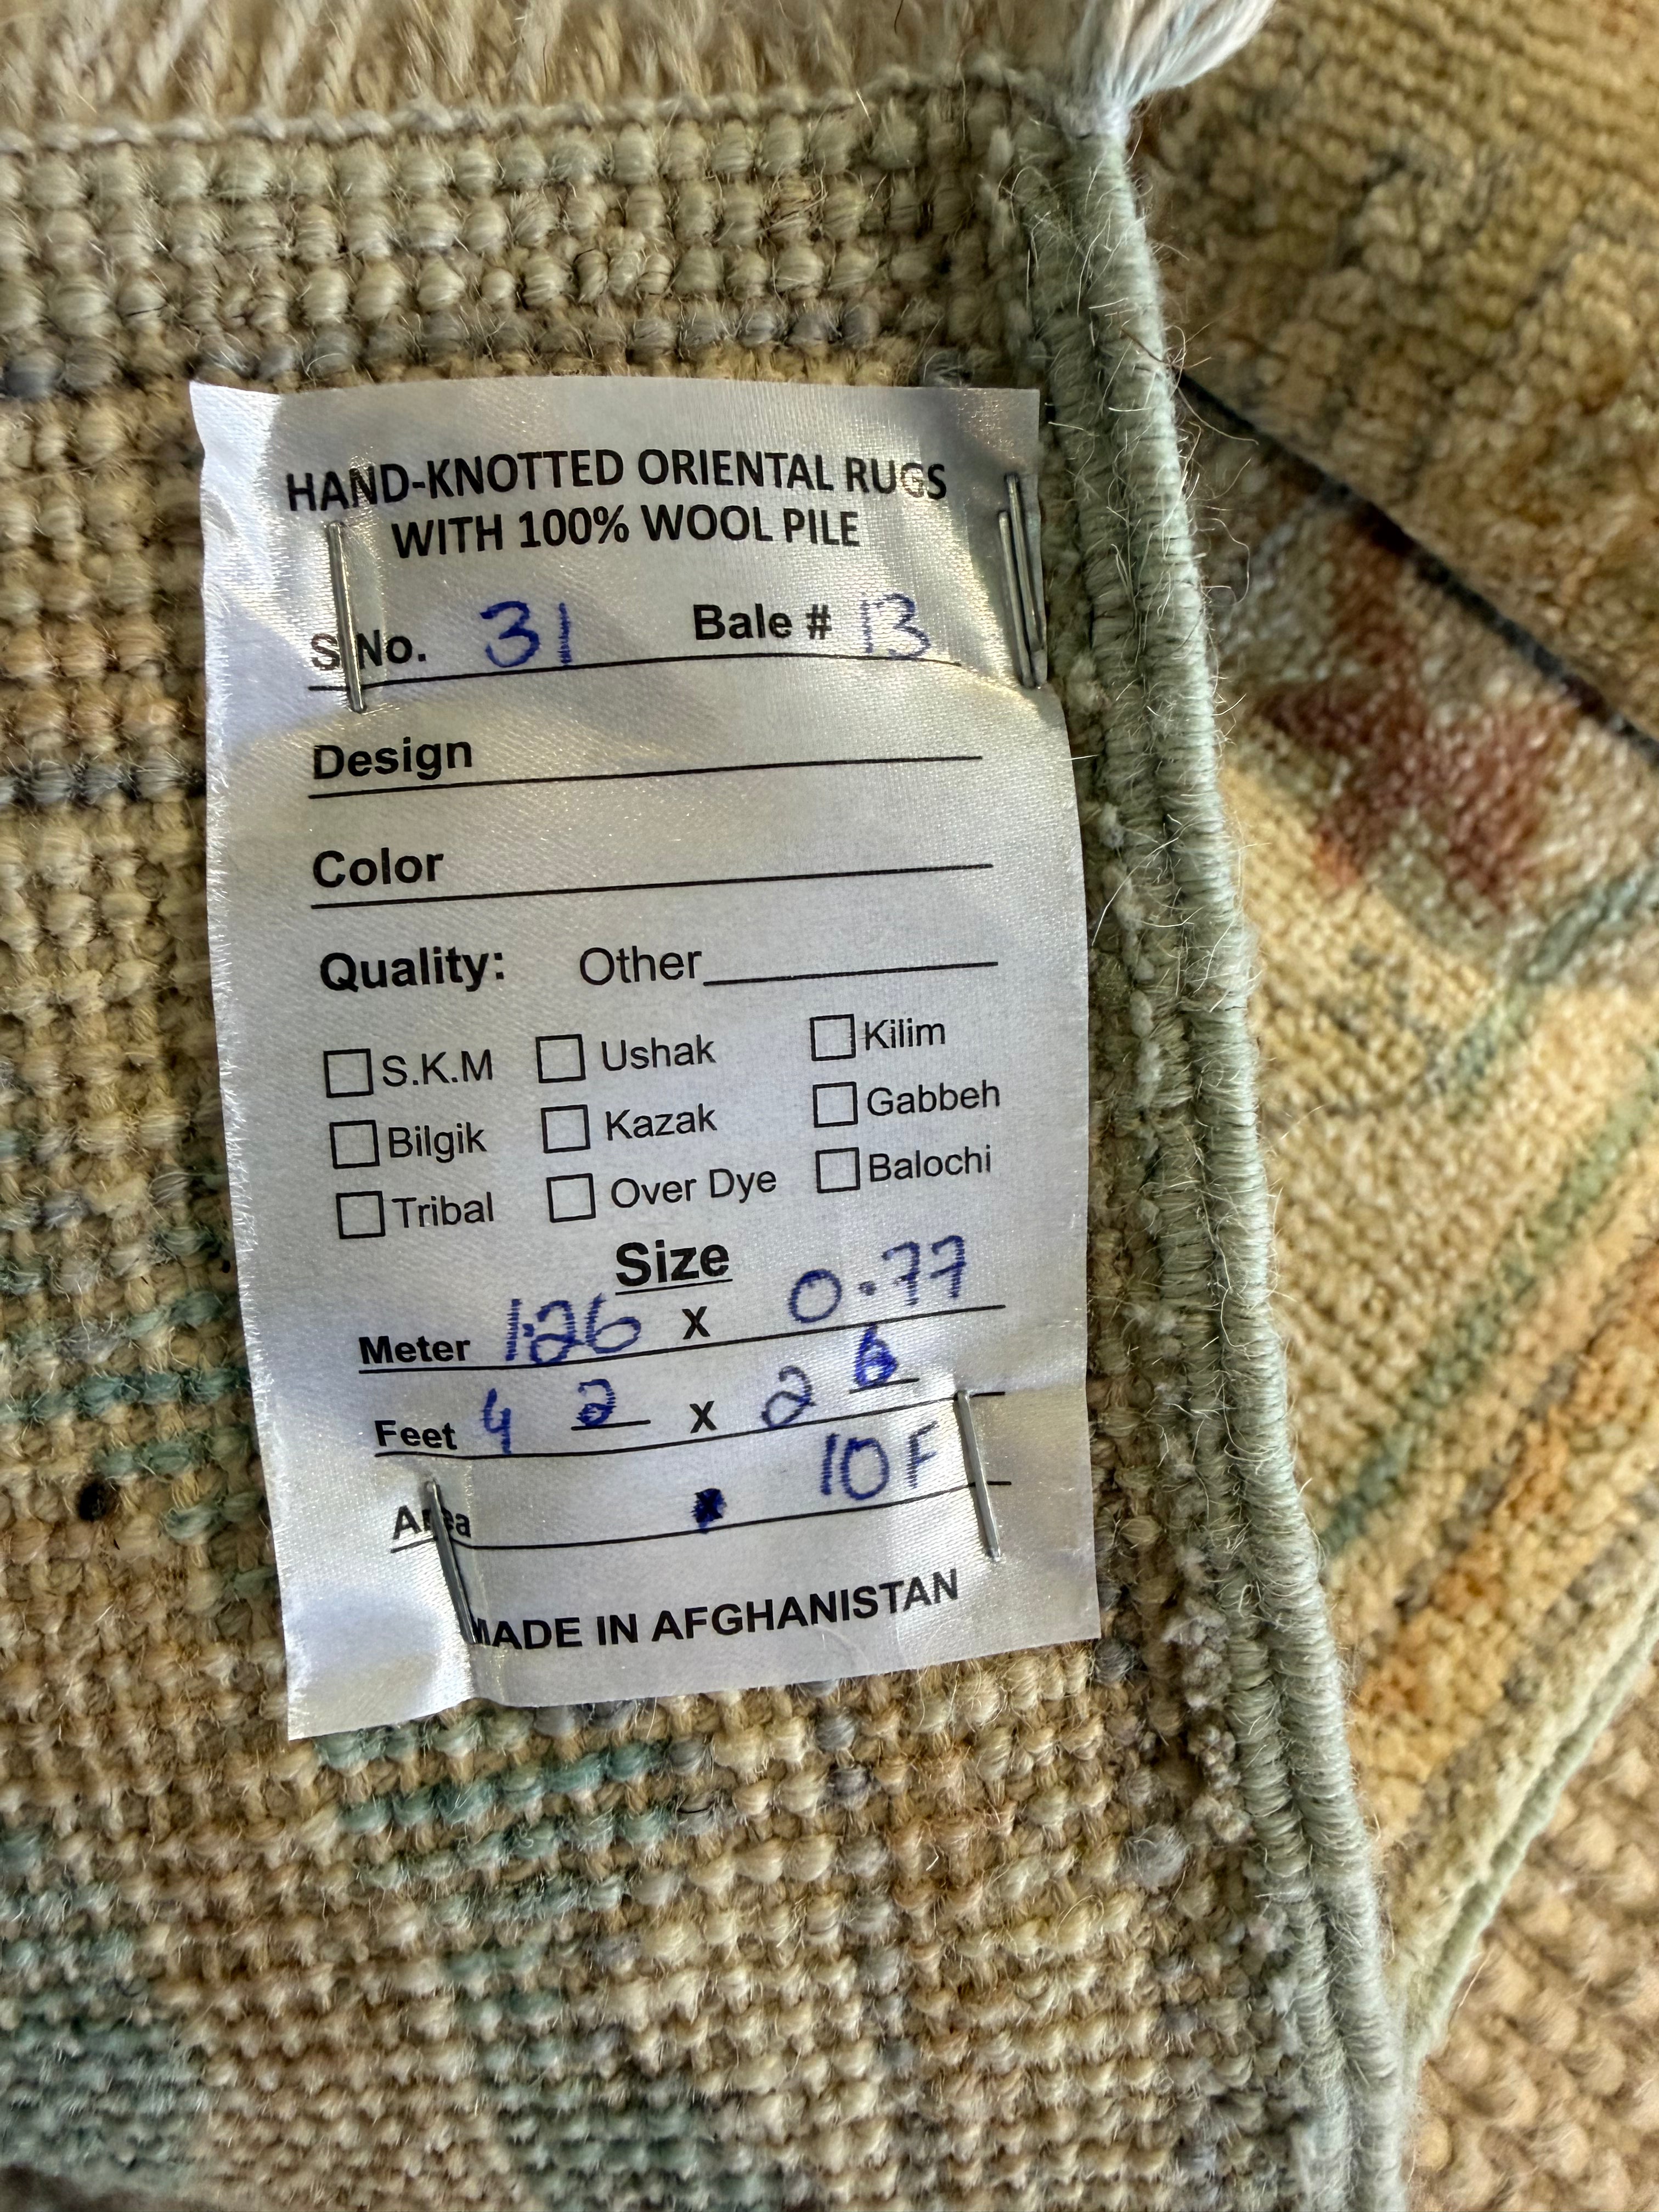 HAND-KNOTTED ORIENTAL RUGS
WITH 100% WOOL PILE
S No. 31 Bale # 13
Design
Color
Quality: Other
S.K.M Ushak Kilim
Bilgik Kazak Gabbeh
Tribal Over Dye Balochi
Size
Meter 1.26 x 0.77
Feet 4 2 x 2 6
Area 10 F
MADE IN AFGHANISTAN